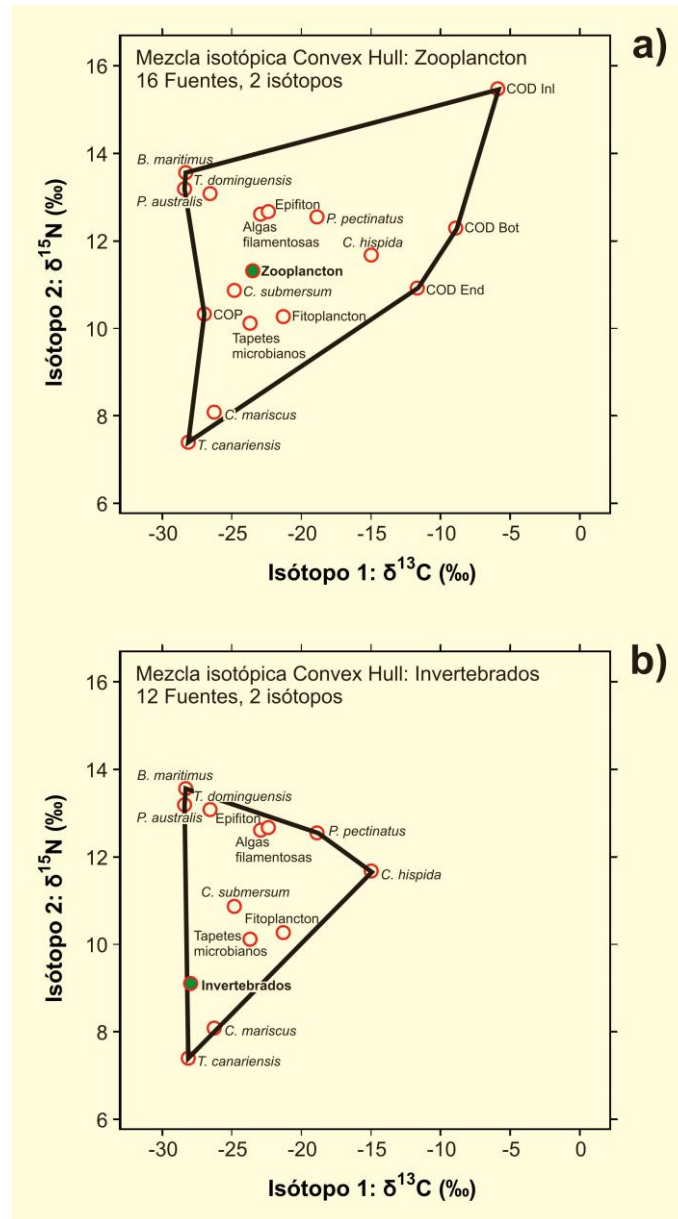 a)
Mezcla isotópica Convex Hull: Zooplancton
16 Fuentes, 2 isótopos
16
14
12
10
8
6
Isótopo 2: δ15N (‰)
COD Inl
B. maritimus
T. dominguensis
P. australis
Epifiton
Algas
filamentosas
P. pectinatus
COD Bot
C. hispida
Zooplancton
C. submersum
COD End
COP
Fitoplancton
Tapetes
microbianos
C. mariscus
T. canariensis
-30 -25 -20 -15 -10 -5 0
Isótopo 1: δ13C (‰)
b)
Mezcla isotópica Convex Hull: Invertebrados
12 Fuentes, 2 isótopos
16
14
12
10
8
6
Isótopo 2: δ15N (‰)
B. maritimus
T. dominguensis
P. australis
Epifiton
Algas
filamentosas
P. pectinatus
C. hispida
C. submersum
Fitoplancton
Tapetes
microbianos
Invertebrados
C. mariscus
T. canariensis
-30 -25 -20 -15 -10 -5 0
Isótopo 1: δ13C (‰)